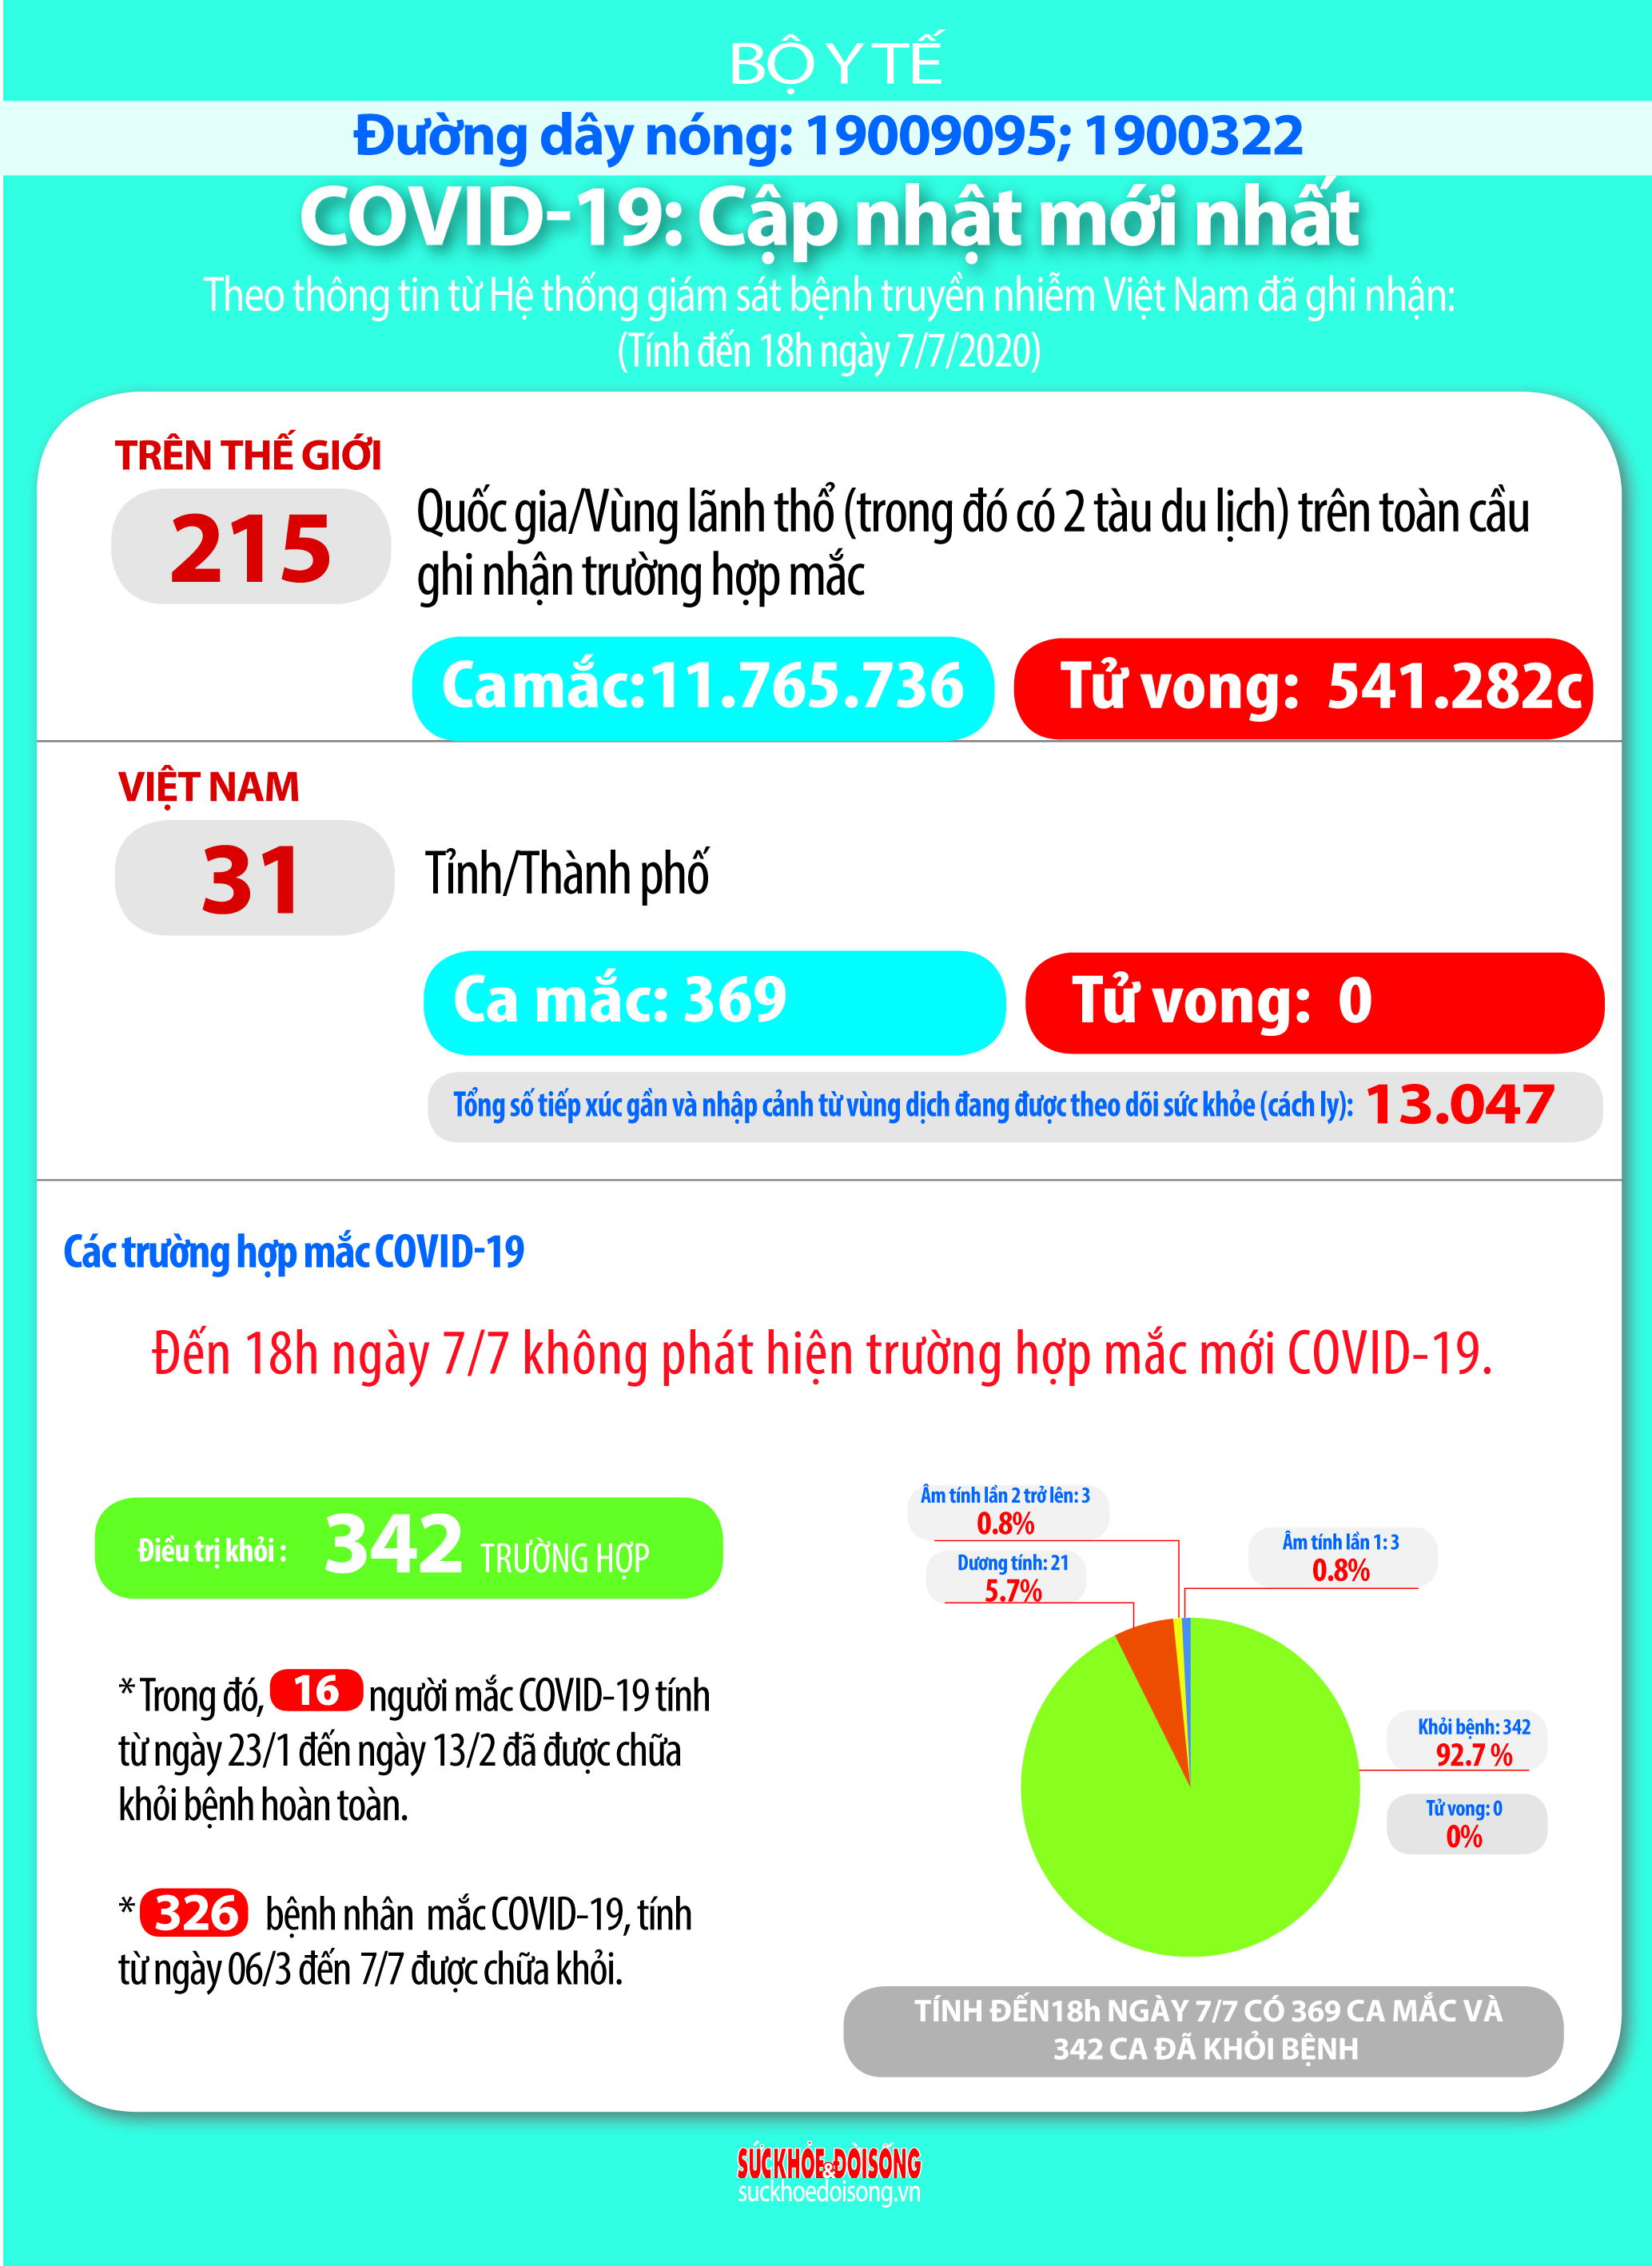 BỘ Y TẾ
Đường dây nóng: 19009095; 1900322
COVID-19: Cập nhật mới nhất
Theo thông tin từ Hệ thống giám sát bệnh truyền nhiễm Việt Nam đã ghi nhận:
(Tính đến 18h ngày 7/7/2020)
TRÊN THẾ GIỚI
215
Quốc gia/Vùng lãnh thổ (trong đó có 2 tàu du lịch) trên toàn cầu
ghi nhận trường hợp mắc
Ca mắc:11.765.736
Tử vong: 541.282c
VIỆT NAM
31
Tỉnh/Thành phố
Ca mắc: 369
Tử vong: 0
Tổng số tiếp xúc gần và nhập cảnh từ vùng dịch đang được theo dõi sức khỏe (cách ly): 13.047
Các trường hợp mắc COVID-19
Đến 18h ngày 7/7 không phát hiện trường hợp mắc mới COVID-19.
Điều trị khỏi : 342 TRƯỜNG HỢP
* Trong đó, 16 người mắc COVID-19 tính
từ ngày 23/1 đến ngày 13/2 đã được chữa
khỏi bệnh hoàn toàn.
* 326 bệnh nhân mắc COVID-19, tính
từ ngày 06/3 đến 7/7 được chữa khỏi.
Âm tính lần 2 trở lên: 3
0.8%
Dương tính: 21
5.7%
Âm tính lần 1: 3
0.8%
Khỏi bệnh: 342
92.7 %
Tử vong: 0
0%
TÍNH ĐẾN18h NGÀY 7/7 CÓ 369 CA MẮC VÀ
342 CA ĐÃ KHỎI BỆNH
SỨC KHỎE & ĐỜI SỐNG
suckhoedoisong.vn